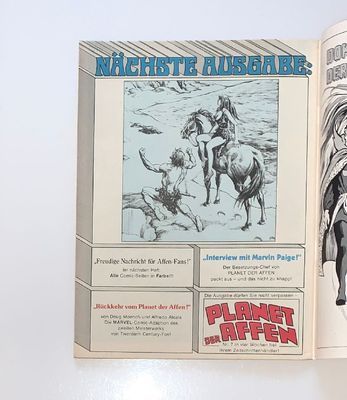 NÄCHSTE AUSGABE:
„Freudige Nachricht für Affen-Fans!“
Im nächsten Heft
Alle Comic-Seiten in Farbe!!!
„Interview mit Marvin Paige!“
Der Besetzungs-Chef von
PLANET DER AFFEN
packt aus – und das nicht zu knapp!
„Rückkehr vom Planet der Affen!“
von Doug Moench und Alfredo Alcala
Die MARVEL-Comic-Adaption des
zweiten Meisterwerks
von Twentieth Century-Fox!
Die Ausgabe dürfen Sie nicht verpassen –
PLANET
DER AFFEN
Nr. 7 in vier Wochen bei
Ihrem Zeitschriftenhändler!
DER